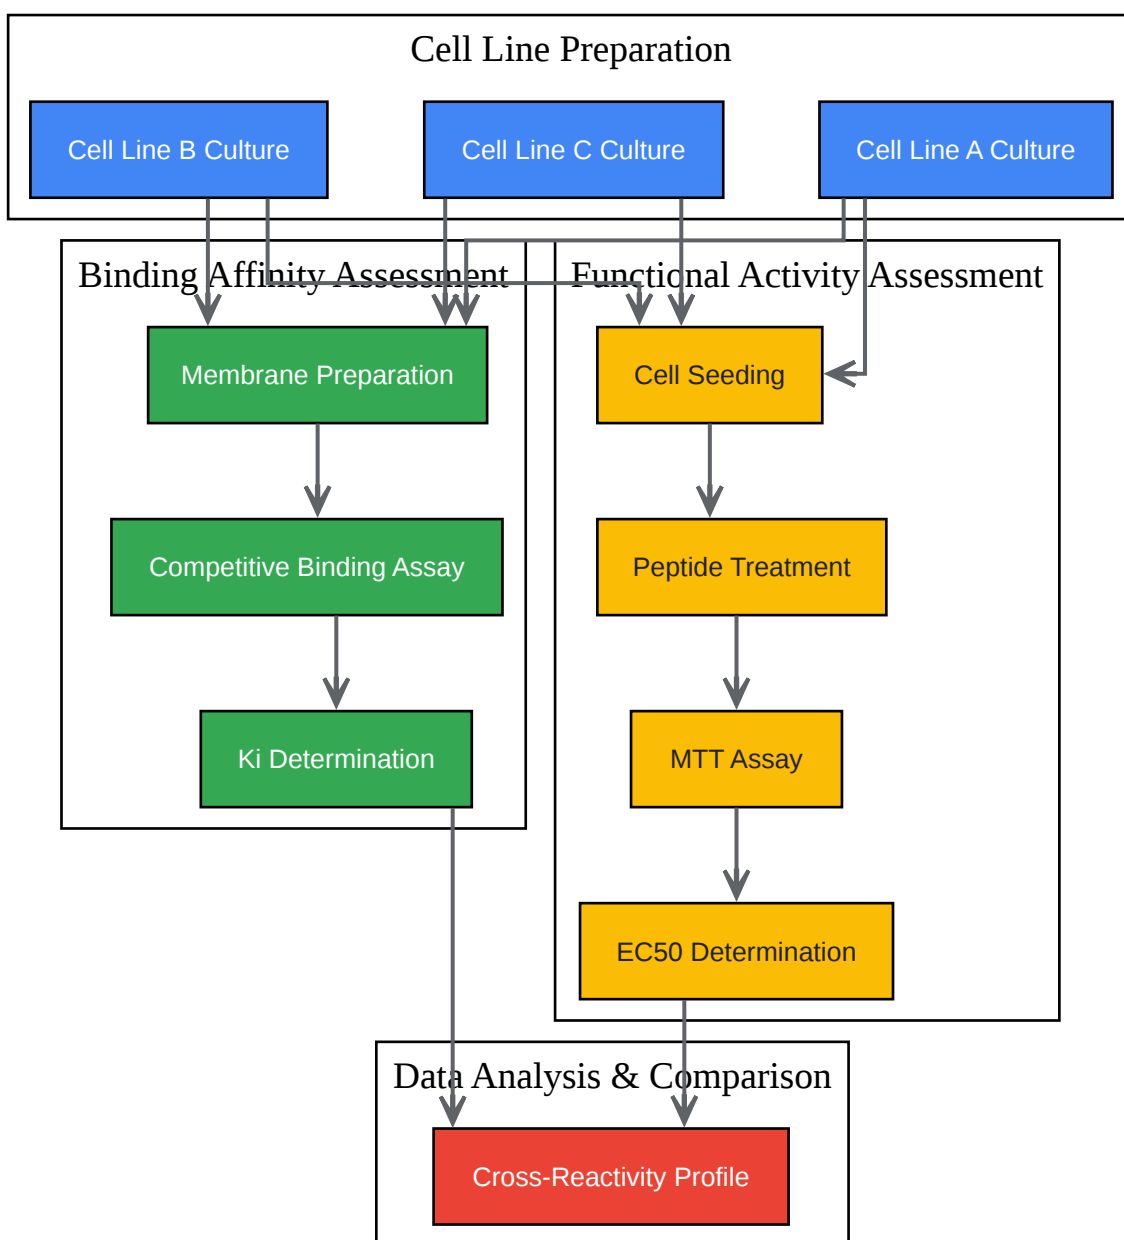 Cell Line Preparation
Cell Line B Culture
Cell Line C Culture
Cell Line A Culture
Binding Affinity Assessment
Functional Activity Assessment
Membrane Preparation
Cell Seeding
Competitive Binding Assay
Peptide Treatment
Ki Determination
MTT Assay
EC50 Determination
Data Analysis & Comparison
Cross-Reactivity Profile